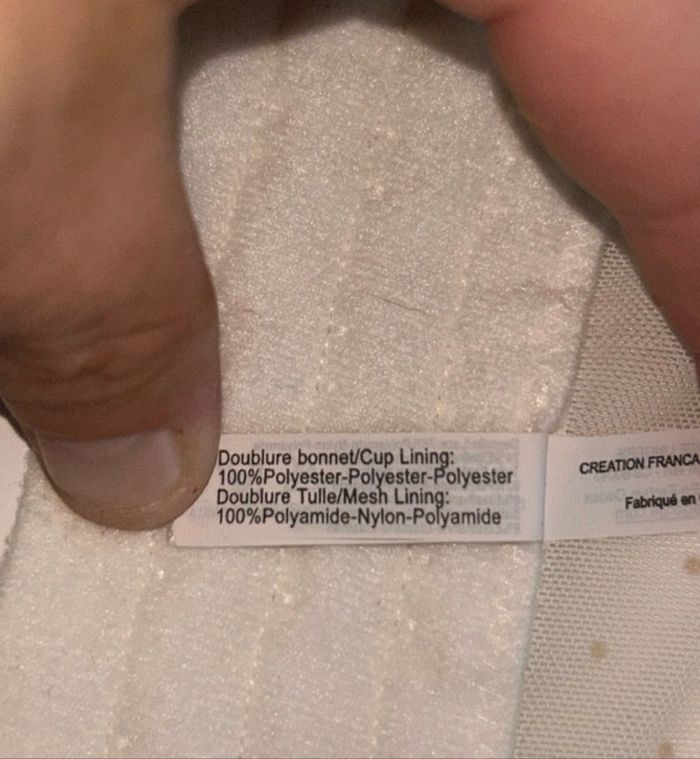 Doublure bonnet/Cup Lining:
100%Polyester-Polyester-Polyester
Doublure Tulle/Mesh Lining:
100%Polyamide-Nylon-Polyamide
CREATION FRANCA
Fabriqué en